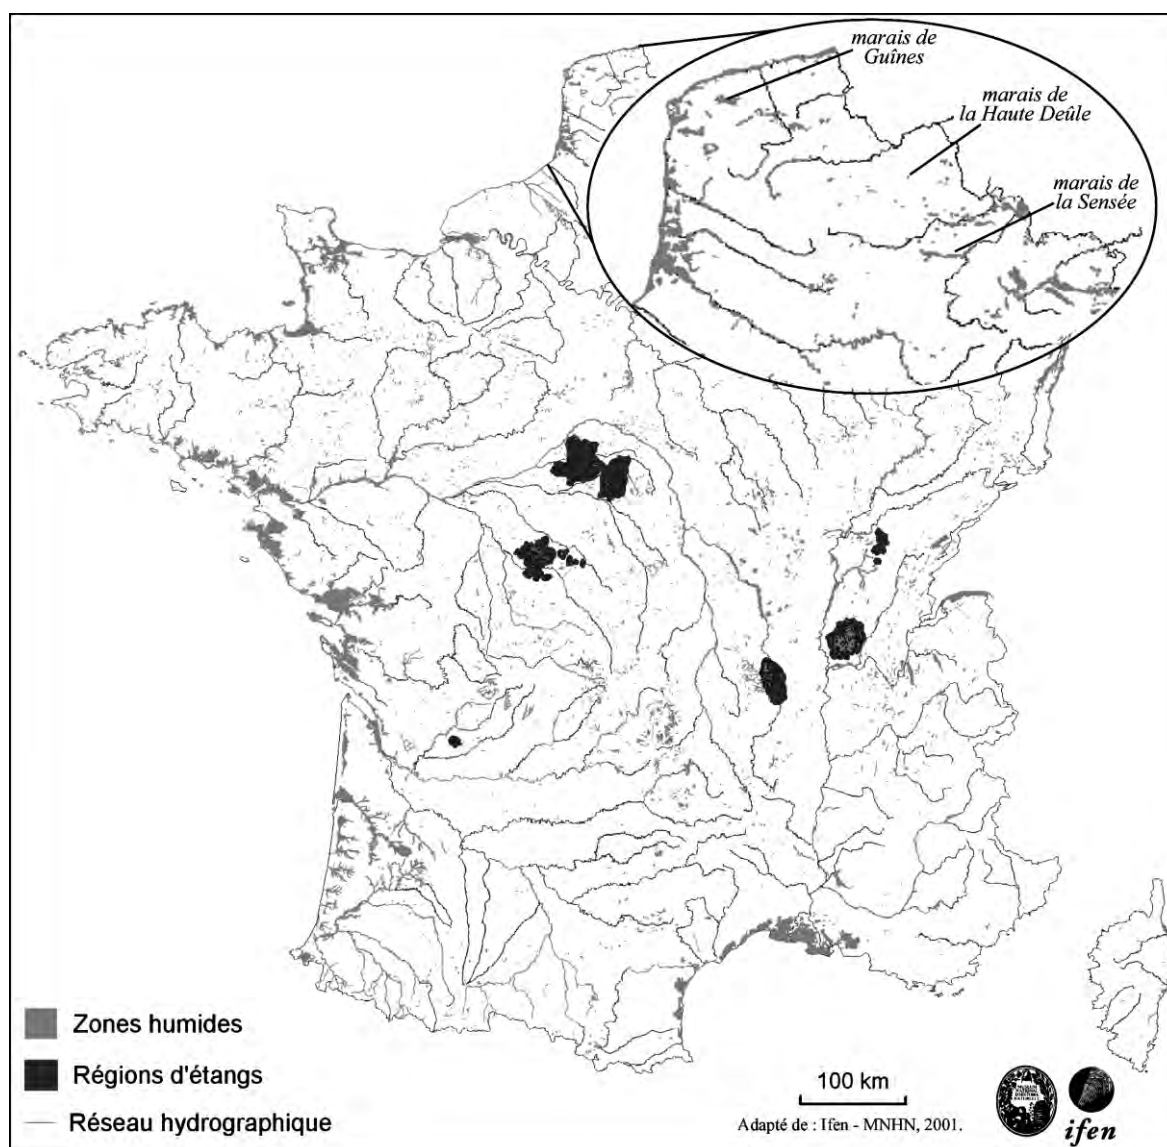 marais de
Guînes
marais de
la Haute Deûle
marais de
la Sensée
Zones humides
Régions d'étangs
Réseau hydrographique
100 km
Adapté de : Ifen - MNHN, 2001.
ifen